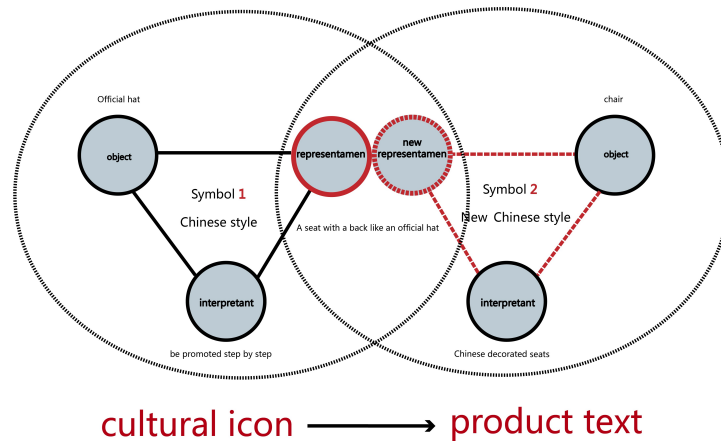 Official hat
chair
object
representamen
new
representamen
object
Symbol 1
Chinese style
Symbol 2
New Chinese style
A seat with a back like an official hat
interpretant
interpretant
be promoted step by step
Chinese decorated seats
cultural icon
product text